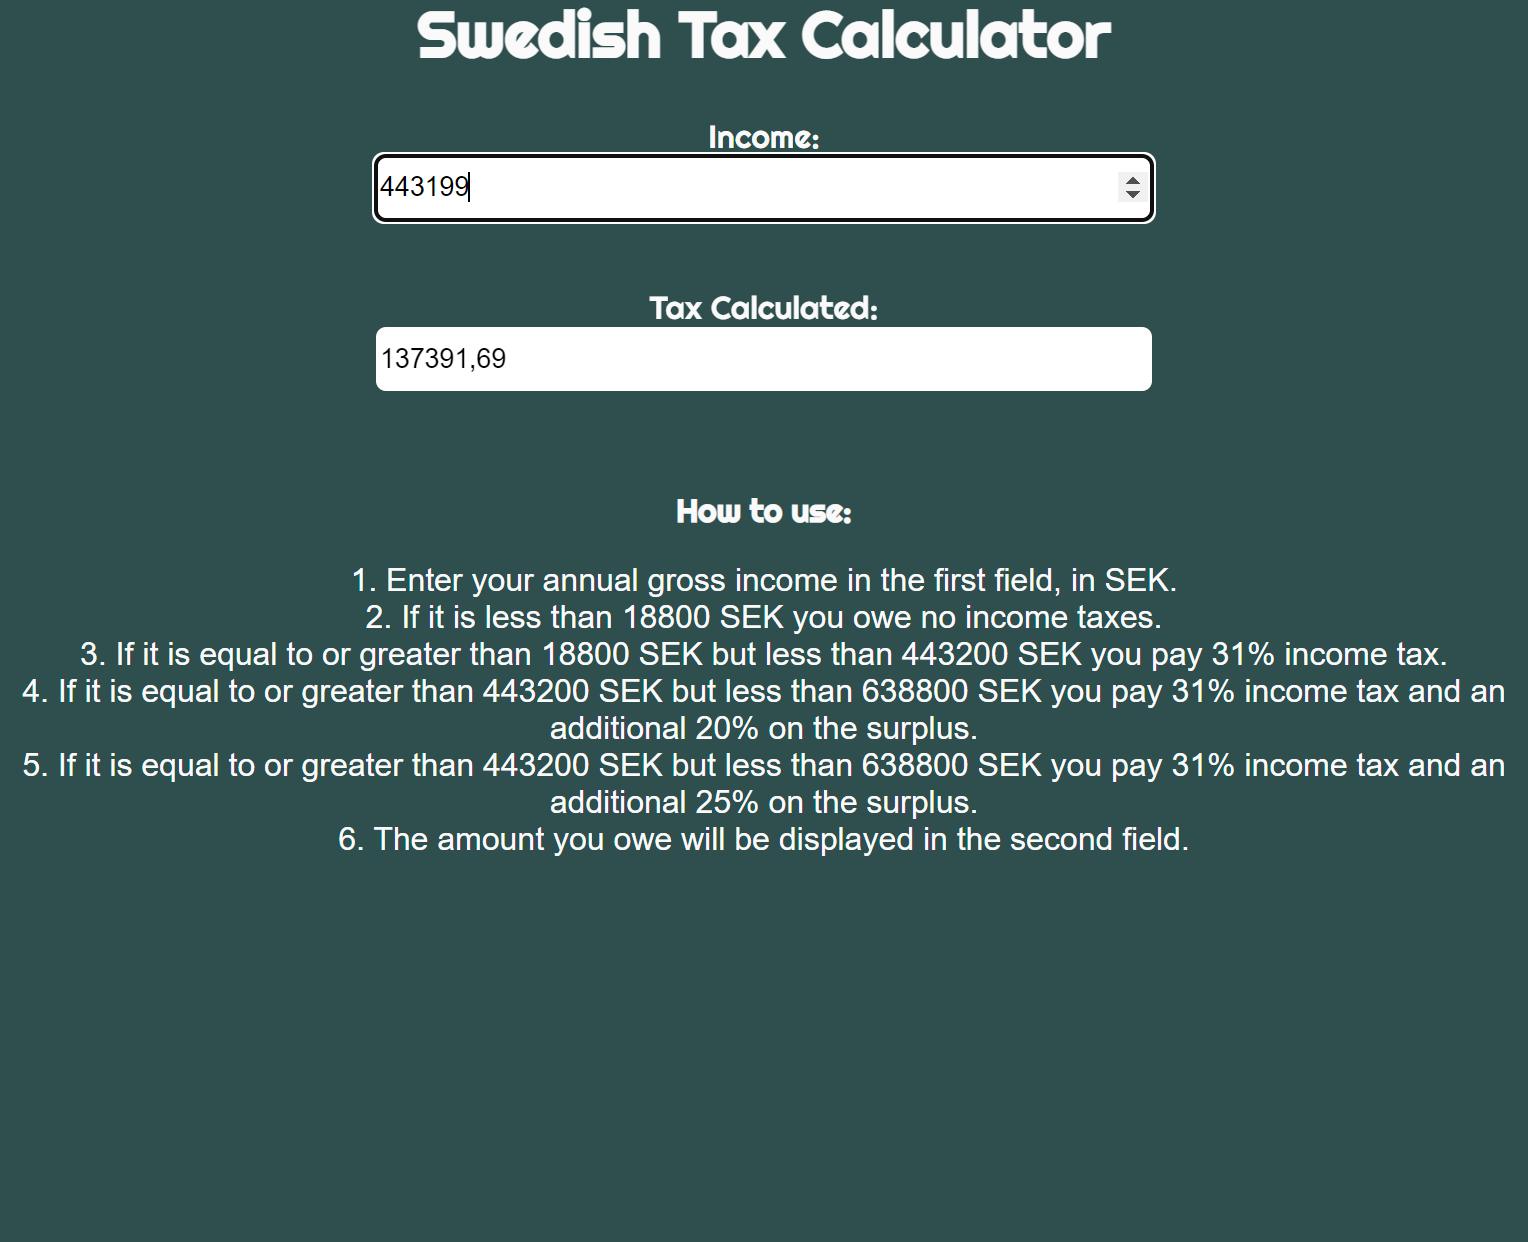 Swedish Tax Calculator
Income:
443199
Tax Calculated:
137391,69
How to use:
1. Enter your annual gross income in the first field, in SEK.
2. If it is less than 18800 SEK you owe no income taxes.
3. If it is equal to or greater than 18800 SEK but less than 443200 SEK you pay 31% income tax.
4. If it is equal to or greater than 443200 SEK but less than 638800 SEK you pay 31% income tax and an
additional 20% on the surplus.
5. If it is equal to or greater than 443200 SEK but less than 638800 SEK you pay 31% income tax and an
additional 25% on the surplus.
6. The amount you owe will be displayed in the second field.